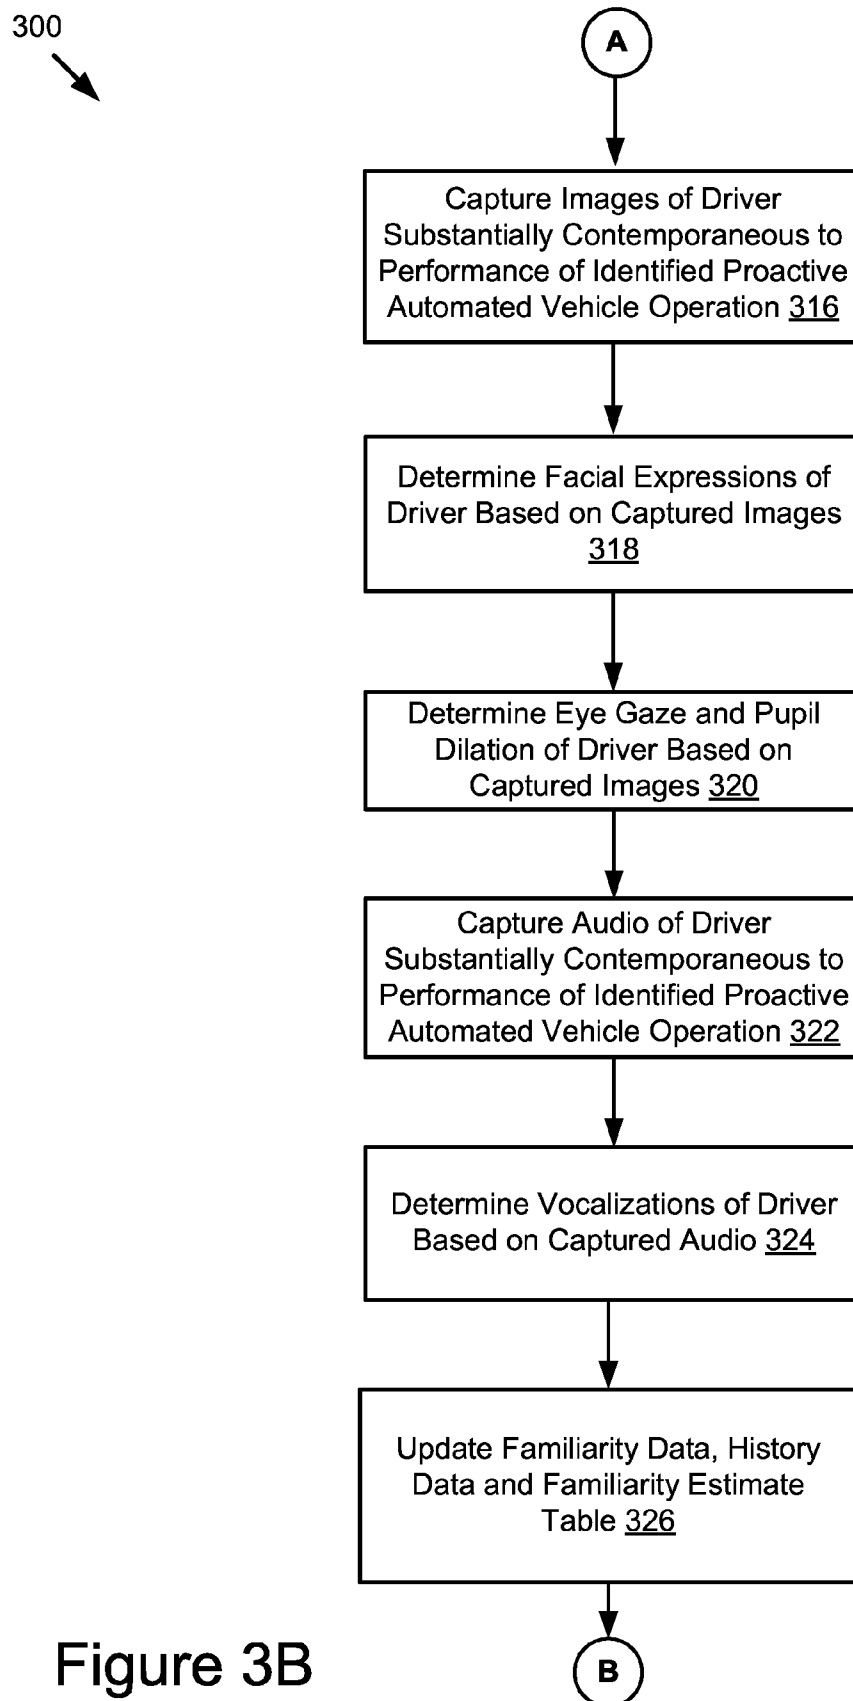 300
A
Capture Images of Driver
Substantially Contemporaneous to
Performance of Identified Proactive
Automated Vehicle Operation 316
Determine Facial Expressions of
Driver Based on Captured Images
318
Determine Eye Gaze and Pupil
Dilation of Driver Based on
Captured Images 320
Capture Audio of Driver
Substantially Contemporaneous to
Performance of Identified Proactive
Automated Vehicle Operation 322
Determine Vocalizations of Driver
Based on Captured Audio 324
Update Familiarity Data, History
Data and Familiarity Estimate
Table 326
Figure 3B
B